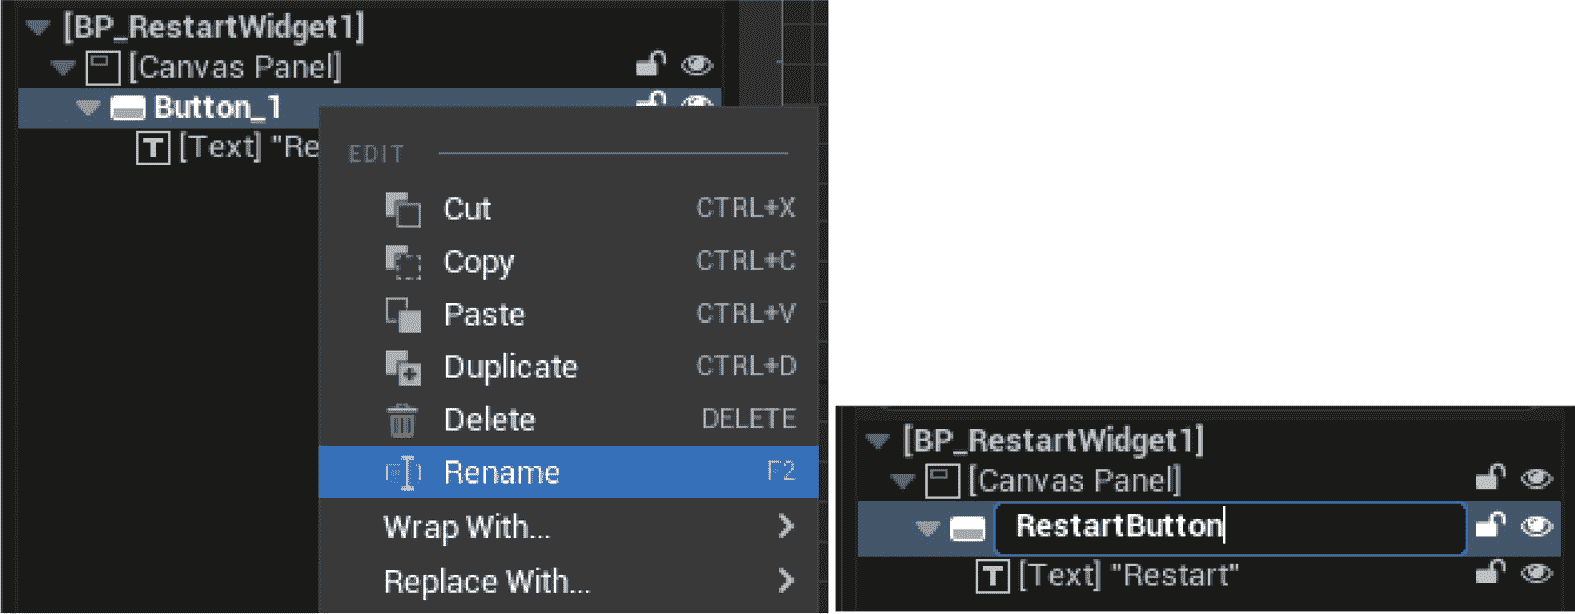 [BP_RestartWidget1]
[Canvas Panel]
Button_1
[Text] "Re
EDIT
Cut CTRL+X
Copy CTRL+C
Paste CTRL+V
Duplicate CTRL+D
Delete DELETE
Rename F2
Wrap With...
Replace With...
[BP_RestartWidget1]
[Canvas Panel]
RestartButton
[Text] "Restart"